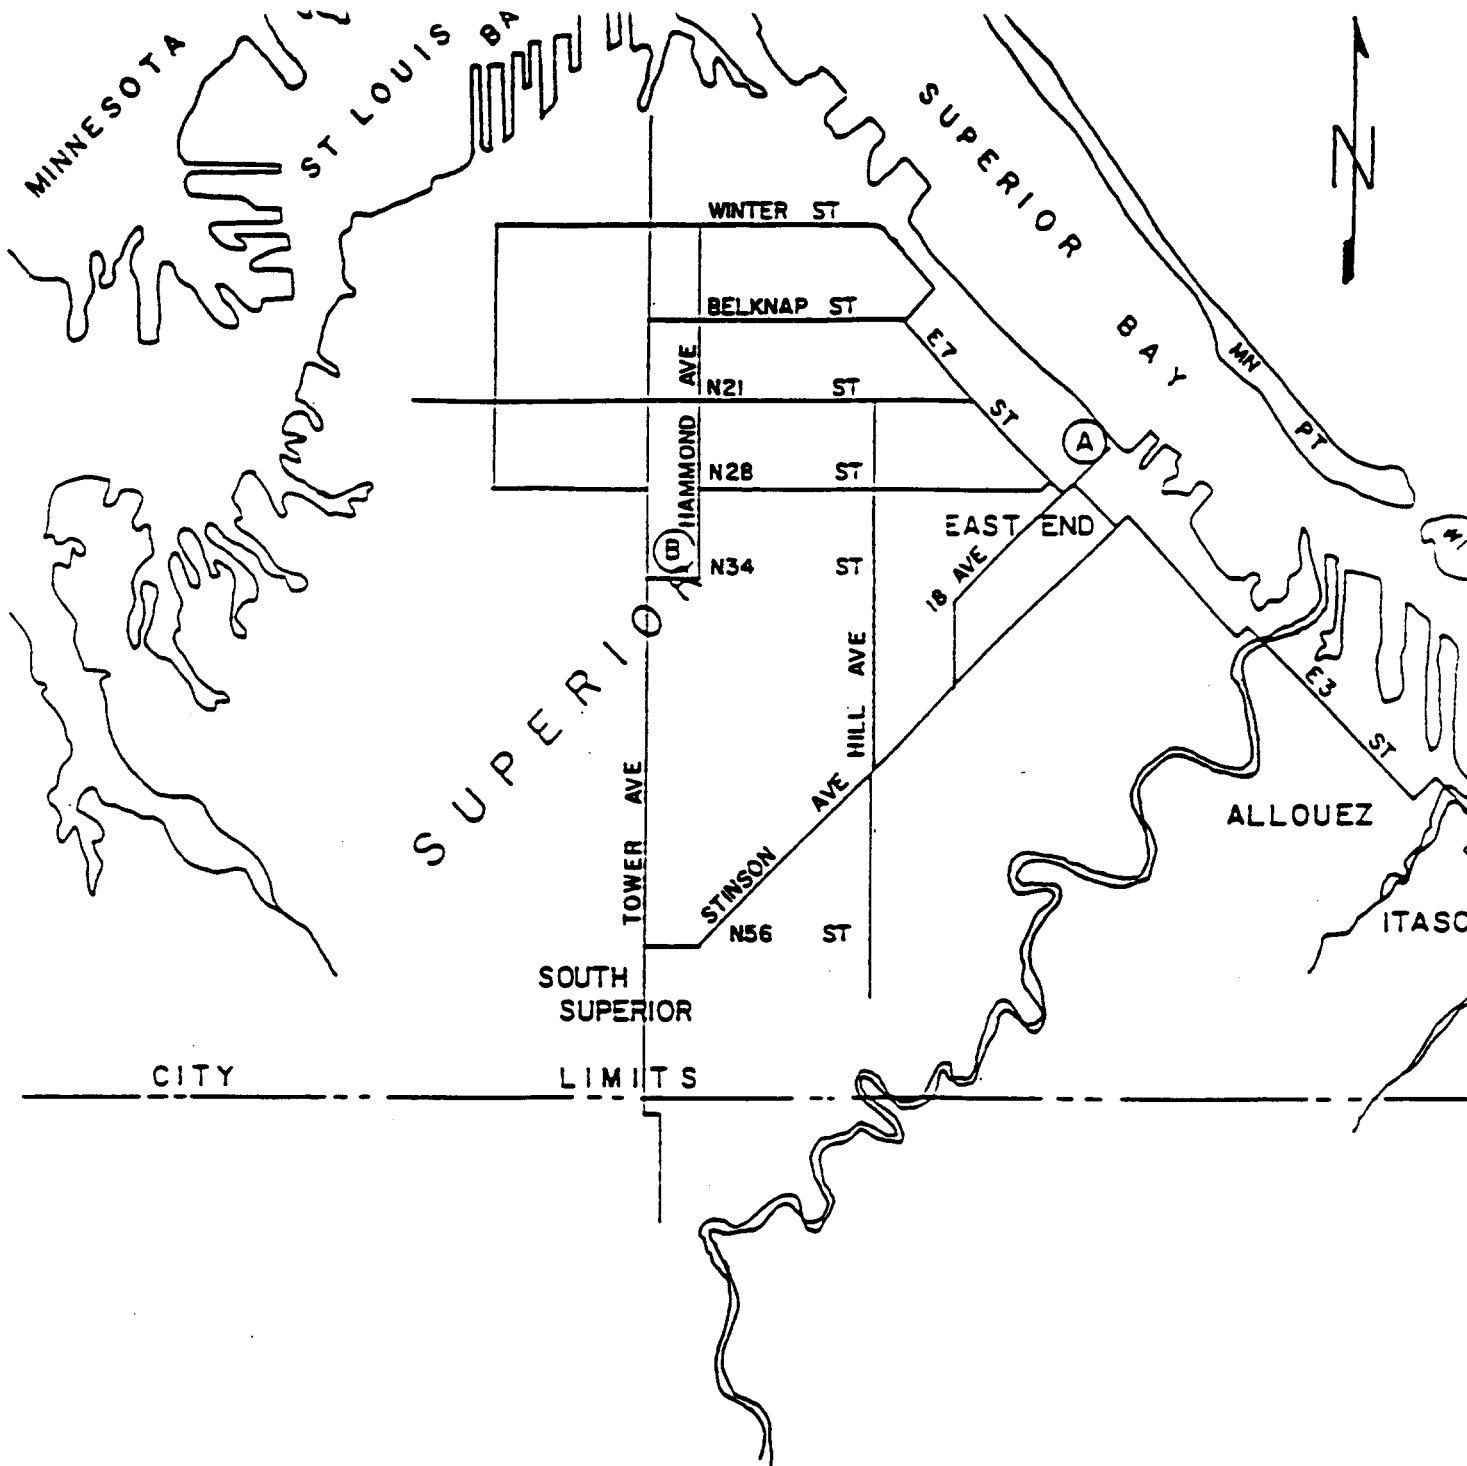 MINNESOTA
ST LOUIS BA
SUPERIOR BAY
N
WINTER ST
BELKNAP ST
E7 ST
MN PT
HAMMOND AVE
N21 ST
A
N28 ST
EAST END
B
N34 ST
18 AVE
SUPERIOR
HILL AVE
E3 ST
TOWER AVE
STINSON AVE
ALLOUEZ
N56 ST
ITASC
SOUTH
SUPERIOR
CITY LIMITS